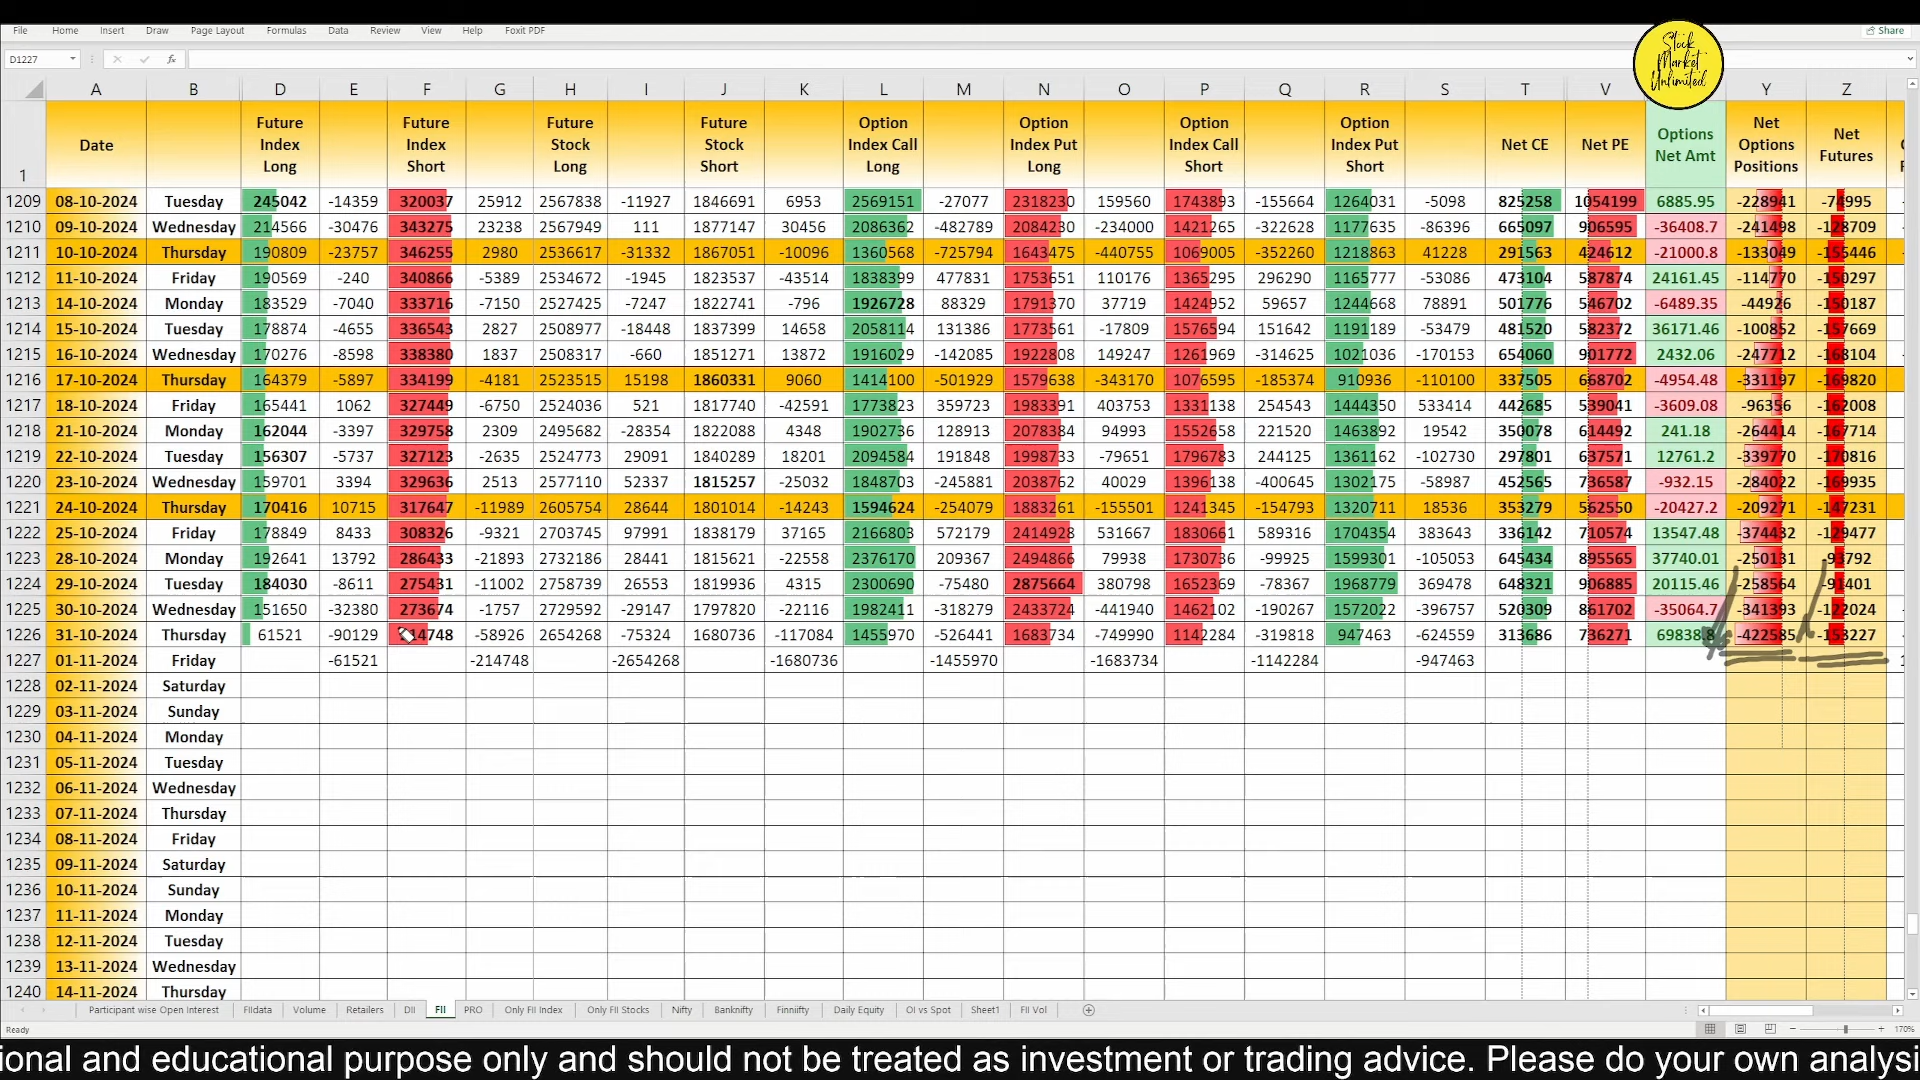 File Home Insert Draw Page Layout Formulas Data Review View Help Foxit PDF Share
D1227 fx
Stock Market Unlimited
A B D E F G H I J K L M N O P Q R S T V Y Z
1 Date Future Index Long Future Index Short Future Stock Long Future Stock Short Option Index Call Long Option Index Put Long Option Index Call Short Option Index Put Short Net CE Net PE Options Net Amt Net Options Positions Net Futures
1209 08-10-2024 Tuesday 245042 -14359 320037 25912 2567838 -11927 1846691 6953 2569151 -27077 2318230 159560 1743893 -155664 1264031 -5098 825258 1054199 6885.95 -228941 -74995
1210 09-10-2024 Wednesday 214566 -30476 343275 23238 2567949 111 1877147 30456 2086362 -482789 2084230 -234000 1421265 -322628 1177635 -86396 665097 906595 -36408.7 -241498 -128709
1211 10-10-2024 Thursday 190809 -23757 346255 2980 2536617 -31332 1867051 -10096 1360568 -725794 1643475 -440755 1069005 -352260 1218863 41228 291563 424612 -21000.8 -133049 -155446
1212 11-10-2024 Friday 190569 -240 340866 -5389 2534672 -1945 1823537 -43514 1838399 477831 1753651 110176 1365295 296290 1165777 -53086 473104 587874 24161.45 -114770 -150297
1213 14-10-2024 Monday 183529 -7040 333716 -7150 2527425 -7247 1822741 -796 1926728 88329 1791370 37719 1424952 59657 1244668 78891 501776 546702 -6489.35 -44926 -150187
1214 15-10-2024 Tuesday 178874 -4655 336543 2827 2508977 -18448 1837399 14658 2058114 131386 1773561 -17809 1576594 151642 1191189 -53479 481520 582372 36171.46 -100852 -157669
1215 16-10-2024 Wednesday 170276 -8598 338380 1837 2508317 -660 1851271 13872 1916029 -142085 1922808 149247 1261969 -314625 1021036 -170153 654060 901772 2432.06 -247712 -168104
1216 17-10-2024 Thursday 164379 -5897 334199 -4181 2523515 15198 1860331 9060 1414100 -501929 1579638 -343170 1076595 -185374 910936 -110100 337505 668702 -4954.48 -331197 -169820
1217 18-10-2024 Friday 165441 1062 327449 -6750 2524036 521 1817740 -42591 1773823 359723 1983391 403753 1331138 254543 1444350 533414 442685 539041 -3609.08 -96356 -162008
1218 21-10-2024 Monday 162044 -3397 329758 2309 2495682 -28354 1822088 4348 1902736 128913 2078384 94993 1552658 221520 1463892 19542 350078 614492 241.18 -264414 -167714
1219 22-10-2024 Tuesday 156307 -5737 327123 -2635 2524773 29091 1840289 18201 2094584 191848 1998733 -79651 1796783 244125 1361162 -102730 297801 637571 12761.2 -339770 -170816
1220 23-10-2024 Wednesday 159701 3394 329636 2513 2577110 52337 1815257 -25032 1848703 -245881 2038762 40029 1396138 -400645 1302175 -58987 452565 736587 -932.15 -284022 -169935
1221 24-10-2024 Thursday 170416 10715 317647 -11989 2605754 28644 1801014 -14243 1594624 -254079 1883261 -155501 1241345 -154793 1320711 18536 353279 562550 -20427.2 -209271 -147231
1222 25-10-2024 Friday 178849 8433 308326 -9321 2703745 97991 1838179 37165 2166803 572179 2414928 531667 1830661 589316 1704354 383643 336142 710574 13547.48 -374432 -129477
1223 28-10-2024 Monday 192641 13792 286433 -21893 2732186 28441 1815621 -22558 2376170 209367 2494866 79938 1730736 -99925 1599301 -105053 645434 895565 37740.01 -250131 -93792
1224 29-10-2024 Tuesday 184030 -8611 275431 -11002 2758739 26553 1819936 4315 2300690 -75480 2875664 380798 1652369 -78367 1968779 369478 648321 906885 20115.46 -258564 -91401
1225 30-10-2024 Wednesday 151650 -32380 273674 -1757 2729592 -29147 1797820 -22116 1982411 -318279 2433724 -441940 1462102 -190267 1572022 -396757 520309 861702 -35064.7 -341393 -122024
1226 31-10-2024 Thursday 61521 -90129 14748 -58926 2654268 -75324 1680736 -117084 1455970 -526441 1683734 -749990 1142284 -319818 947463 -624559 313686 736271 69838.8 -422585 -153227
1227 01-11-2024 Friday -61521 -214748 -2654268 -1680736 -1455970 -1683734 -1142284 -947463
1228 02-11-2024 Saturday
1229 03-11-2024 Sunday
1230 04-11-2024 Monday
1231 05-11-2024 Tuesday
1232 06-11-2024 Wednesday
1233 07-11-2024 Thursday
1234 08-11-2024 Friday
1235 09-11-2024 Saturday
1236 10-11-2024 Sunday
1237 11-11-2024 Monday
1238 12-11-2024 Tuesday
1239 13-11-2024 Wednesday
1240 14-11-2024 Thursday
Participant wise Open Interest FIIdata Volume Retailers DII FII PRO Only FII Index Only FII Stocks Nifty Banknifty Finniifty Daily Equity OI vs Spot Sheet1 FII Vol
Ready 170%
ional and educational purpose only and should not be treated as investment or trading advice. Please do your own analysi